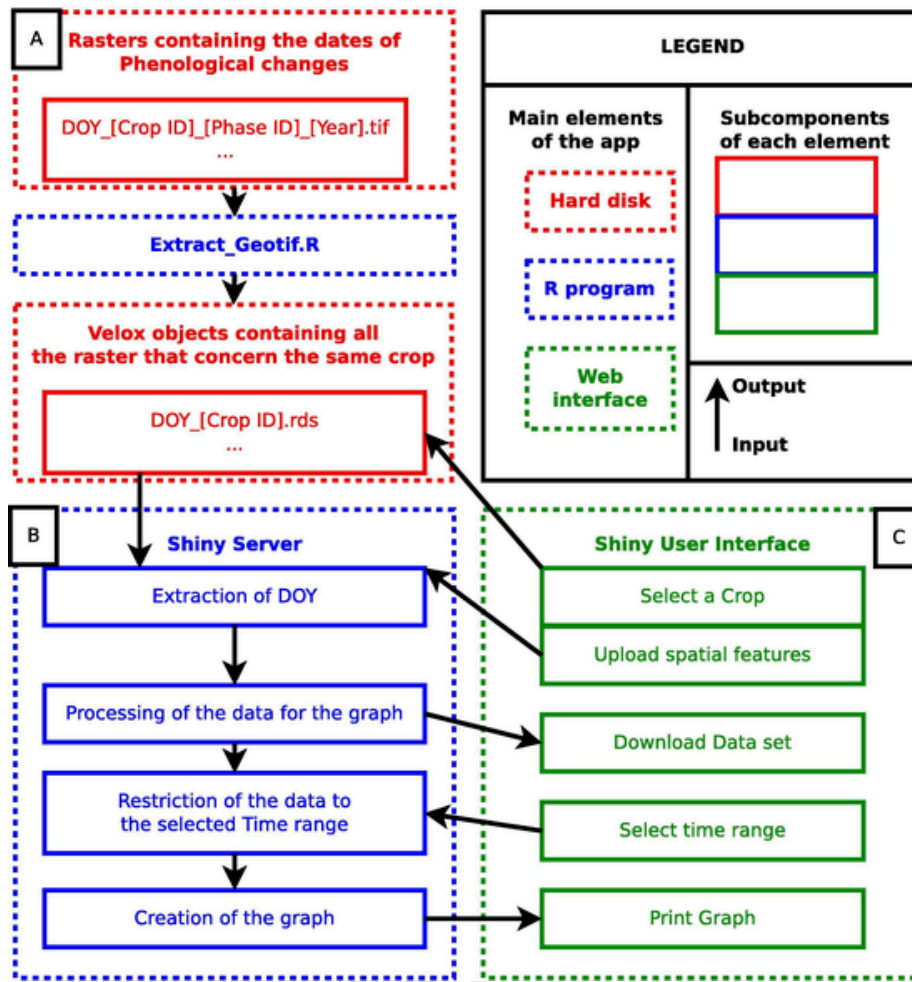 A
Rasters containing the dates of
Phenological changes
DOY_[Crop ID]_[Phase ID]_[Year].tif
...
Extract_Geotif.R
Velox objects containing all
the raster that concern the same crop
DOY_[Crop ID].rds
...
LEGEND
Main elements
of the app
Hard disk
R program
Web
interface
Subcomponents
of each element
Output
Input
B
Shiny Server
Extraction of DOY
Processing of the data for the graph
Restriction of the data to
the selected Time range
Creation of the graph
C
Shiny User Interface
Select a Crop
Upload spatial features
Download Data set
Select time range
Print Graph